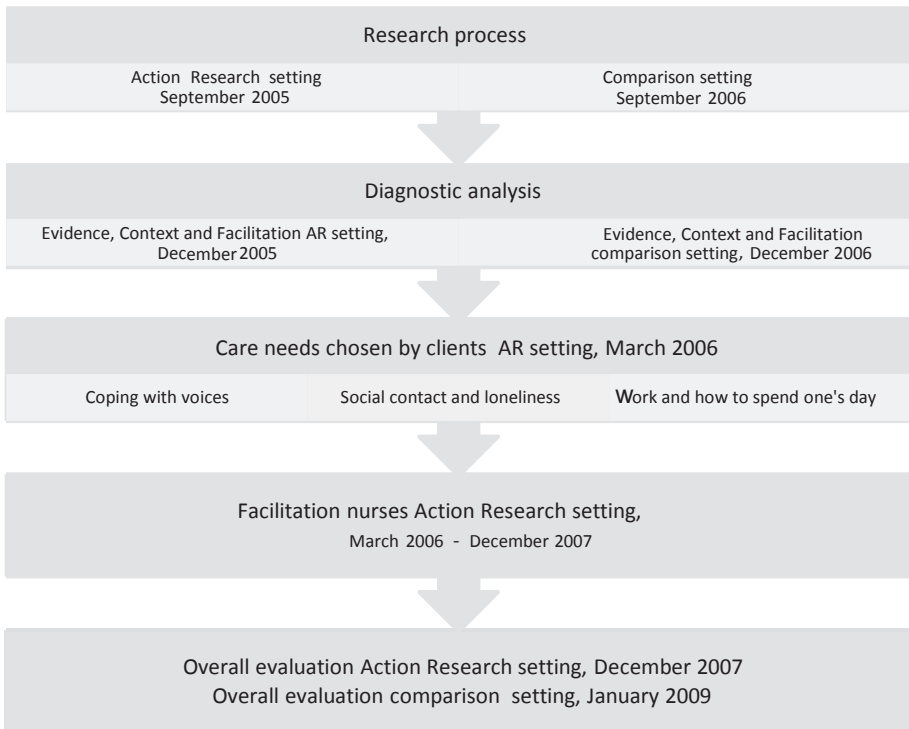 Research process
Action Research setting
September 2005
Comparison setting
September 2006
Diagnostic analysis
Evidence, Context and Facilitation AR setting,
December 2005
Evidence, Context and Facilitation
comparison setting, December 2006
Care needs chosen by clients AR setting, March 2006
Coping with voices
Social contact and loneliness
Work and how to spend one's day
Facilitation nurses Action Research setting,
March 2006 - December 2007
Overall evaluation Action Research setting, December 2007
Overall evaluation comparison setting, January 2009